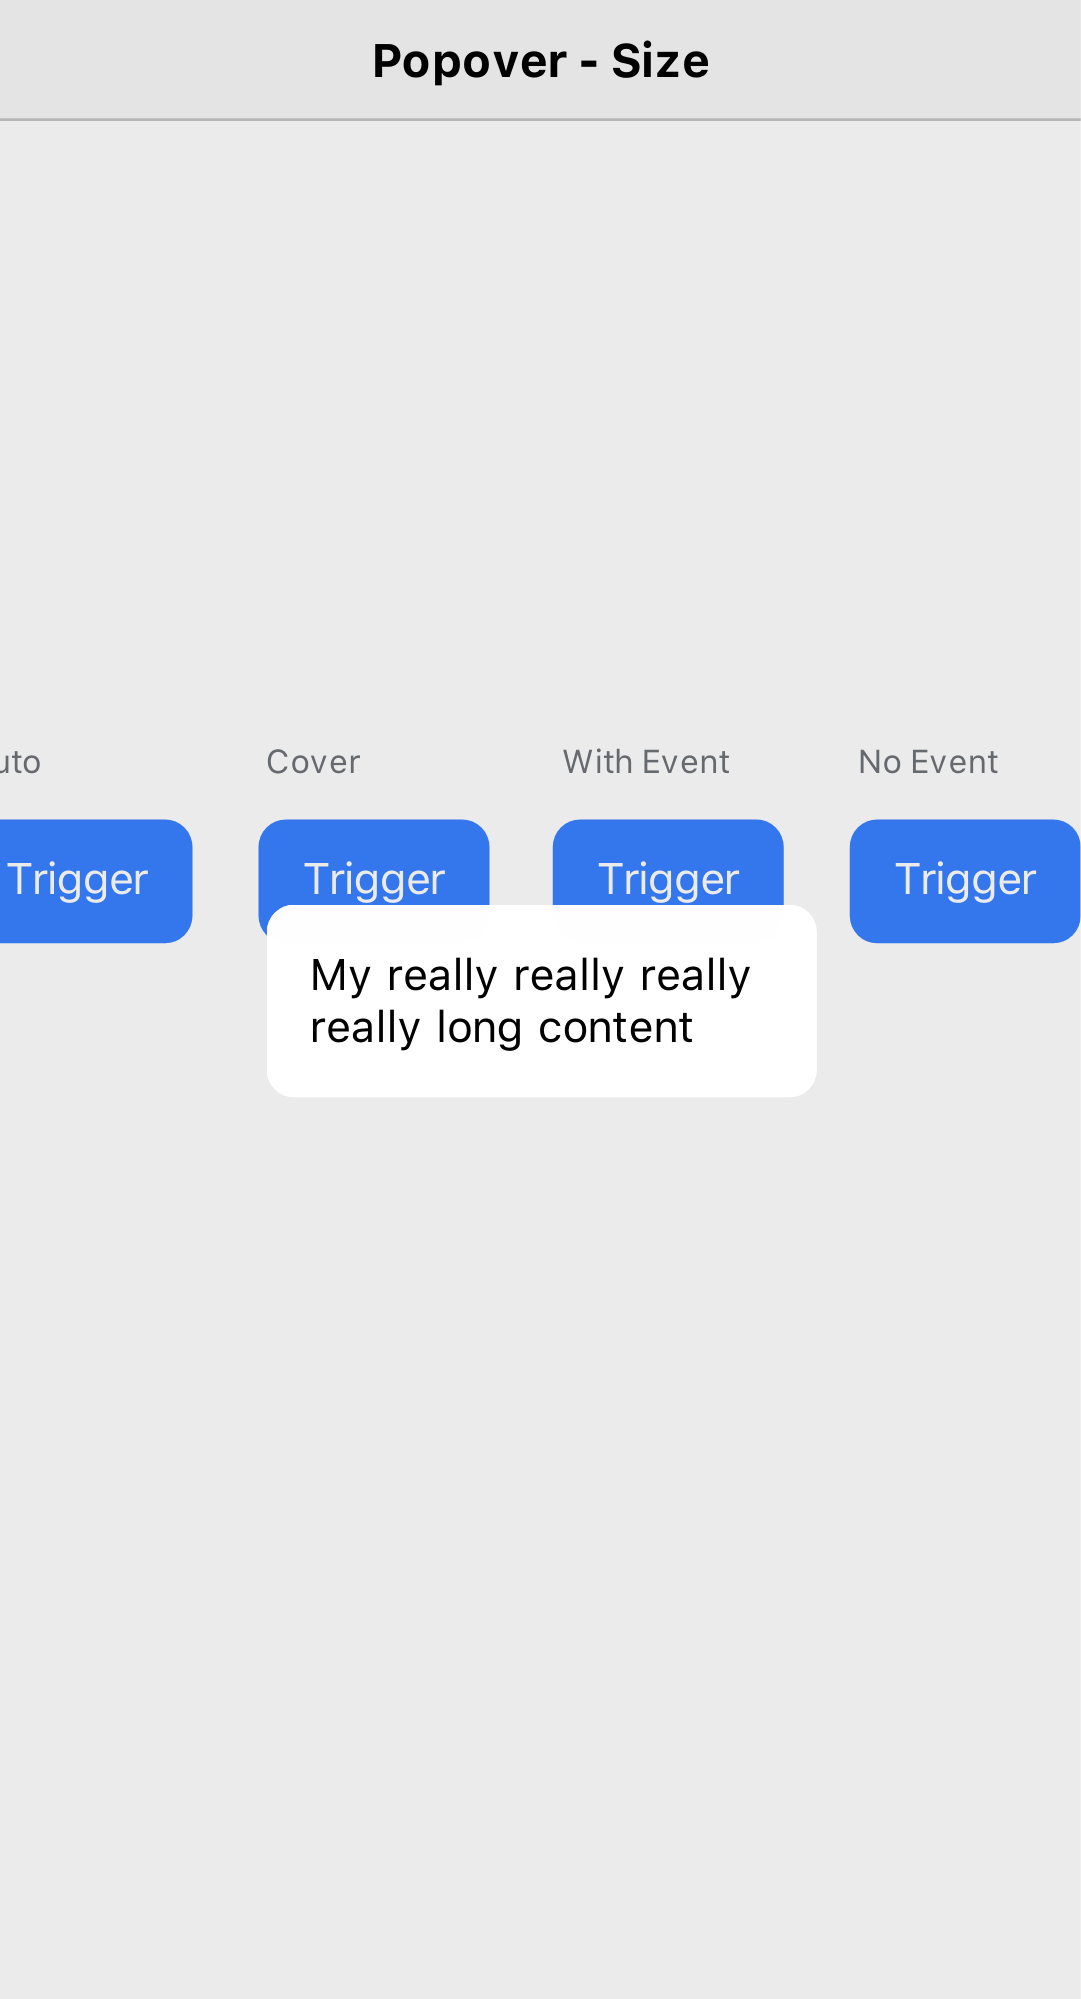 Popover - Size
uto
Cover
With Event
No Event
Trigger
Trigger
Trigger
Trigger
My really really really
really long content